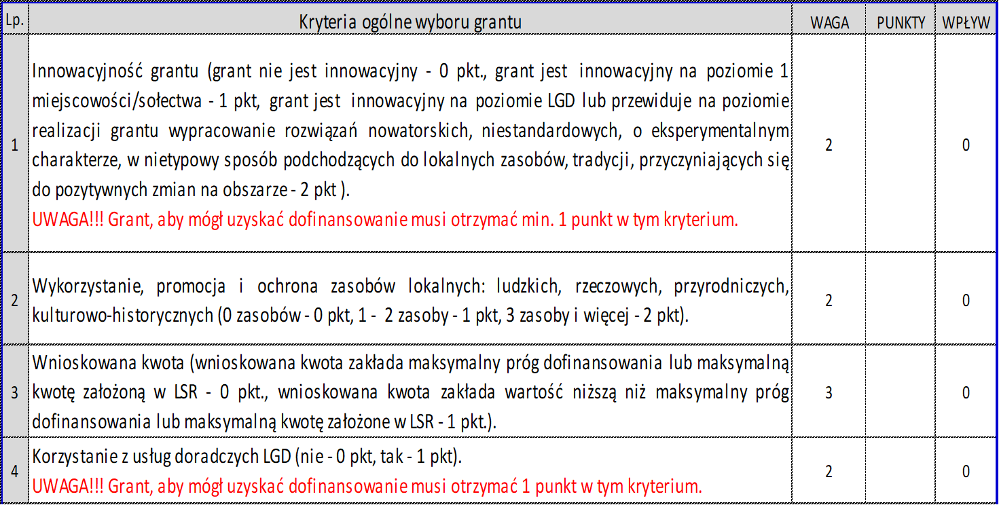 Lp. Kryteria ogólne wyboru grantu WAGA PUNKTY WPŁYW
Innowacyjność grantu (grant nie jest innowacyjny - 0 pkt., grant jest innowacyjny na poziomie 1
miejscowości/sołectwa - 1 pkt, grant jest innowacyjny na poziomie LGD lub przewiduje na poziomie
realizacji grantu wypracowanie rozwiązań nowatorskich, niestandardowych, o eksperymentalnym
1 2 0
charakterze, w nietypowy sposób podchodzących do lokalnych zasobów, tradycji, przyczyniających się
do pozytywnych zmian na obszarze - 2 pkt ).
UWAGA!!! Grant, aby mógł uzyskać dofinansowanie musi otrzymać min. 1 punkt w tym kryterium.
Wykorzystanie, promocja i ochrona zasobów lokalnych: ludzkich, rzeczowych, przyrodniczych,
2 2 0
kulturowo-historycznych (0 zasobów - 0 pkt, 1 - 2 zasoby - 1 pkt, 3 zasoby i więcej - 2 pkt).
Wnioskowana kwota (wnioskowana kwota zakłada maksymalny próg dofinansowania lub maksymalną
3 kwotę założoną w LSR - 0 pkt., wnioskowana kwota zakłada wartość niższą niż maksymalny próg 3 0
dofinansowania lub maksymalną kwotę założone w LSR - 1 pkt.).
Korzystanie z usług doradczych LGD (nie - 0 pkt, tak - 1 pkt).
4 2 0
UWAGA!!! Grant, aby mógł uzyskać dofinansowanie musi otrzymać 1 punkt w tym kryterium.